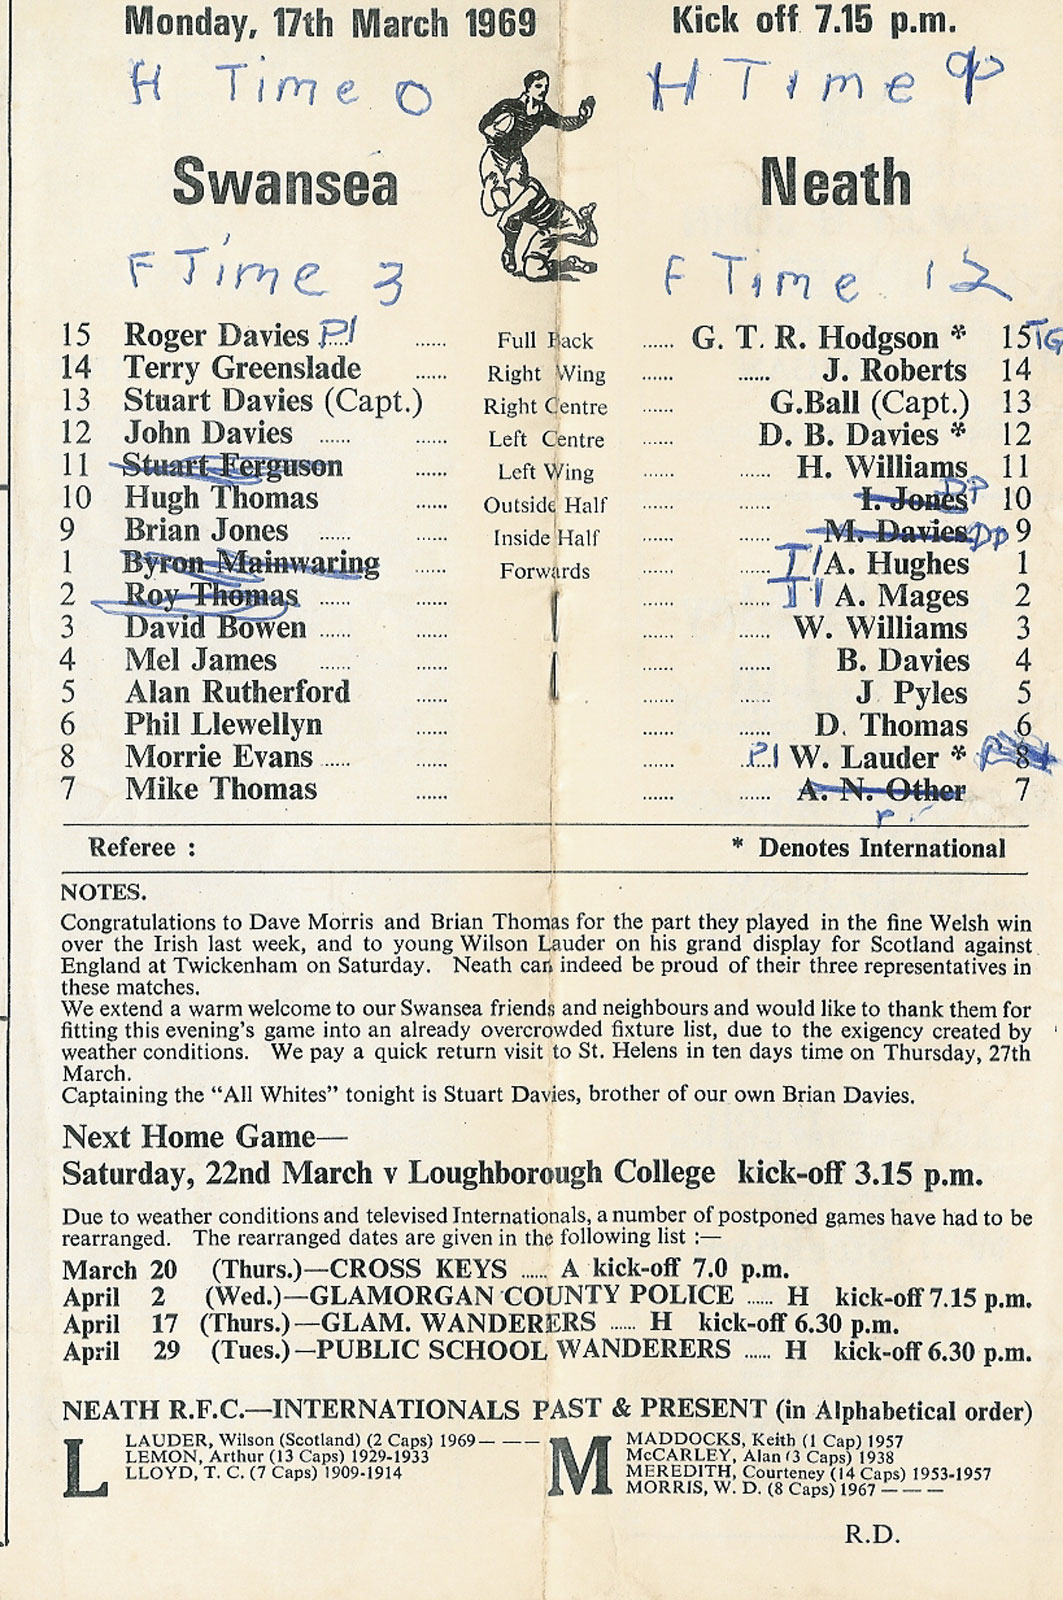 Monday, 17th March 1969 Kick off 7.15 p.m.
H Time 0 H Time 9
Swansea Neath
F Time 3 F Time 12
15 Roger Davies P1 ...... Full Back ...... G. T. R. Hodgson * 15 TG
14 Terry Greenslade ...... Right Wing ...... ...... J. Roberts 14
13 Stuart Davies (Capt.) Right Centre ...... G.Ball (Capt.) 13
12 John Davies ...... ...... Left Centre ...... D. B. Davies * 12
11 Stuart Ferguson ...... Left Wing ...... ...... H. Williams 11
10 Hugh Thomas ...... Outside Half ...... ...... I. Jones DP 10
9 Brian Jones ...... ...... Inside Half ...... ...... M. Davies DP 9
1 Byron Mainwaring ...... Forwards ...... ...... T1 A. Hughes 1
2 Roy Thomas ...... ...... ...... ...... T1 A. Mages 2
3 David Bowen ...... ...... ...... ...... W. Williams 3
4 Mel James ...... ...... ...... ...... B. Davies 4
5 Alan Rutherford ...... ...... ...... J Pyles 5
6 Phil Llewellyn ...... ...... ...... D. Thomas 6
8 Morrie Evans ...... ...... ...... P1 W. Lauder * 8
7 Mike Thomas ...... ...... ...... A. N. Other 7
Referee : * Denotes International
NOTES.
Congratulations to Dave Morris and Brian Thomas for the part they played in the fine Welsh win
over the Irish last week, and to young Wilson Lauder on his grand display for Scotland against
England at Twickenham on Saturday. Neath can indeed be proud of their three representatives in
these matches.
We extend a warm welcome to our Swansea friends and neighbours and would like to thank them for
fitting this evening's game into an already overcrowded fixture list, due to the exigency created by
weather conditions. We pay a quick return visit to St. Helens in ten days time on Thursday, 27th
March.
Captaining the "All Whites" tonight is Stuart Davies, brother of our own Brian Davies.
Next Home Game—
Saturday, 22nd March v Loughborough College kick-off 3.15 p.m.
Due to weather conditions and televised Internationals, a number of postponed games have had to be
rearranged. The rearranged dates are given in the following list :—
March 20 (Thurs.)—CROSS KEYS ...... A kick-off 7.0 p.m.
April 2 (Wed.)—GLAMORGAN COUNTY POLICE ...... H kick-off 7.15 p.m.
April 17 (Thurs.)—GLAM. WANDERERS ...... H kick-off 6.30 p.m.
April 29 (Tues.)—PUBLIC SCHOOL WANDERERS ...... H kick-off 6.30 p.m.
NEATH R.F.C.—INTERNATIONALS PAST & PRESENT (in Alphabetical order)
L
LAUDER, Wilson (Scotland) (2 Caps) 1969— — —
LEMON, Arthur (13 Caps) 1929-1933
LLOYD, T. C. (7 Caps) 1909-1914
M
MADDOCKS, Keith (1 Cap) 1957
McCARLEY, Alan (3 Caps) 1938
MEREDITH, Courteney (14 Caps) 1953-1957
MORRIS, W. D. (8 Caps) 1967 — — —
R.D.